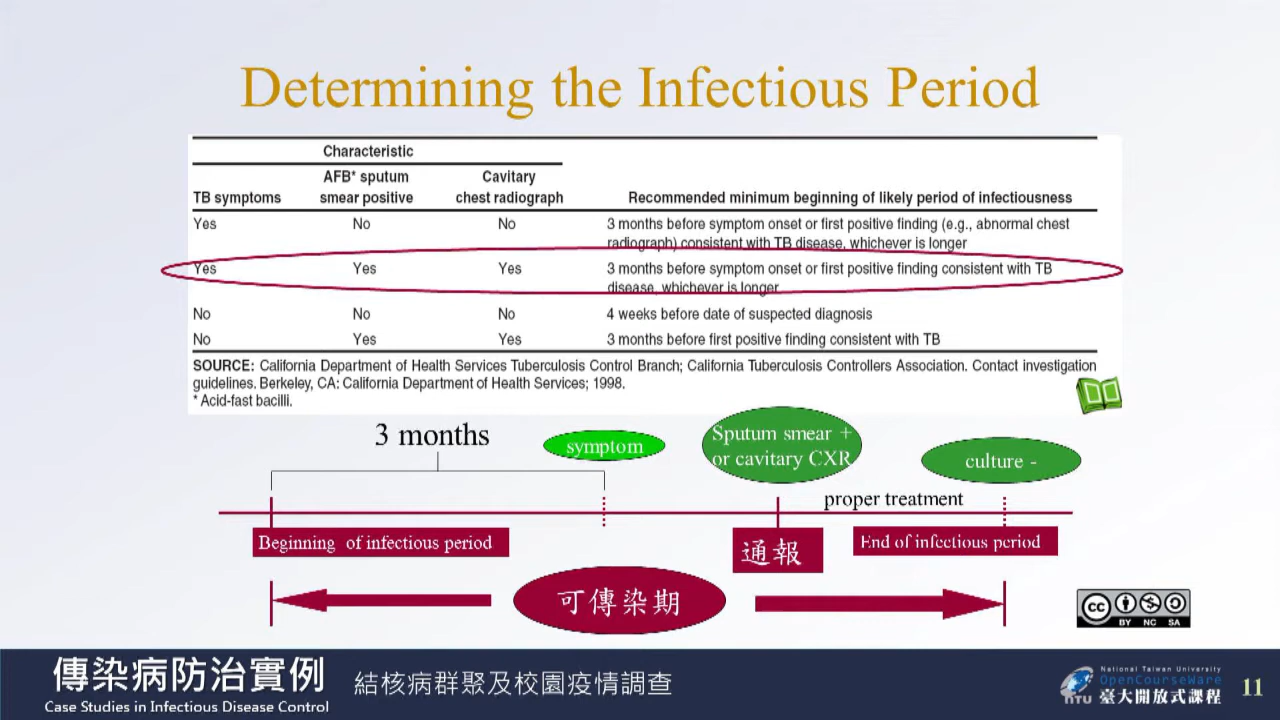 Determining the Infectious Period
Characteristic
TB symptoms AFB* sputum smear positive Cavitary chest radiograph Recommended minimum beginning of likely period of infectiousness
Yes No No 3 months before symptom onset or first positive finding (e.g., abnormal chest
radiograph) consistent with TB disease, whichever is longer
Yes Yes Yes 3 months before symptom onset or first positive finding consistent with TB
disease, whichever is longer
No No No 4 weeks before date of suspected diagnosis
No Yes Yes 3 months before first positive finding consistent with TB
SOURCE: California Department of Health Services Tuberculosis Control Branch; California Tuberculosis Controllers Association. Contact investigation
guidelines. Berkeley, CA: California Department of Health Services; 1998.
* Acid-fast bacilli.
3 months
symptom
Sputum smear +
or cavitary CXR
culture -
proper treatment
Beginning of infectious period
通報
End of infectious period
可傳染期
cc BY NC SA
傳染病防治實例
Case Studies in Infectious Disease Control
結核病群聚及校園疫情調查
NTU
National Taiwan University
OpenCourseWare
臺大開放式課程
11